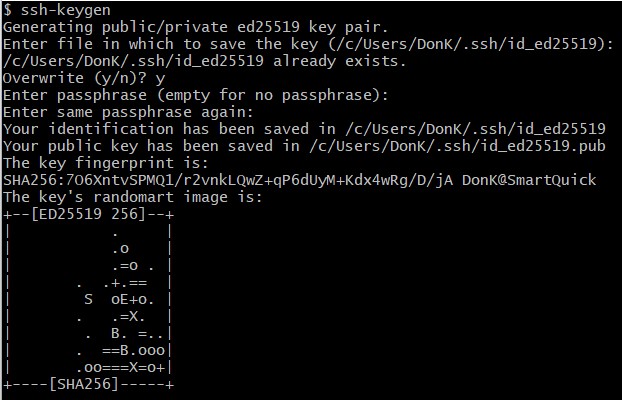 $ ssh-keygen
Generating public/private ed25519 key pair.
Enter file in which to save the key (/c/Users/DonK/.ssh/id_ed25519):
/c/Users/DonK/.ssh/id_ed25519 already exists.
Overwrite (y/n)? y
Enter passphrase (empty for no passphrase):
Enter same passphrase again:
Your identification has been saved in /c/Users/DonK/.ssh/id_ed25519
Your public key has been saved in /c/Users/DonK/.ssh/id_ed25519.pub
The key fingerprint is:
SHA256:7O6XntvSPMQ1/r2vnkLQwZ+qP6dUyM+Kdx4wRg/D/jA DonK@SmartQuick
The key's randomart image is:
+--[ED25519 256]--+
|            .    |
|            .o   |
|            .=o .|
|        .  .+.== |
|         S  oE+o.|
|        .   .=X. |
|         .  B. =..|
|        .  ==B.ooo|
|        .oo===X=o+|
+----[SHA256]-----+